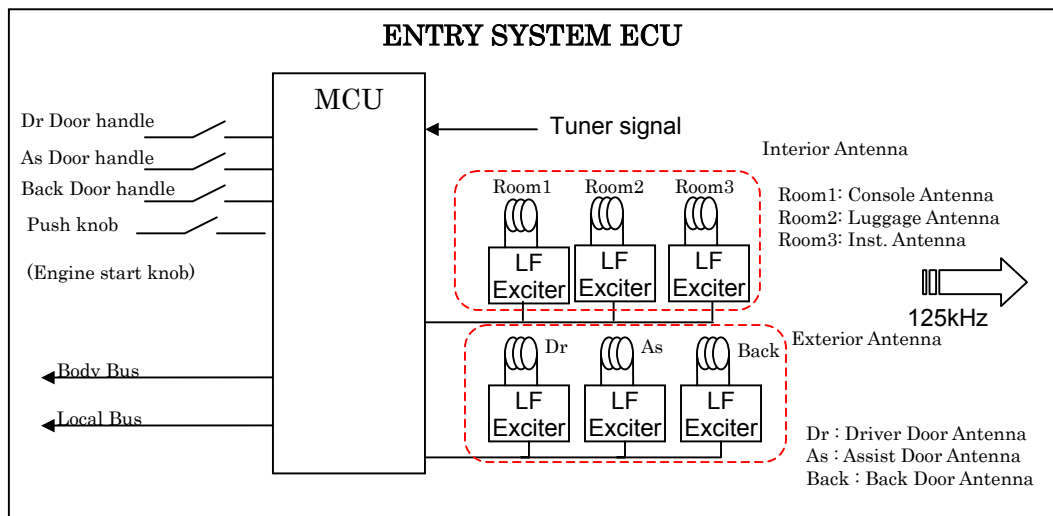 ENTRY SYSTEM ECU
MCU
Dr Door handle
As Door handle
Back Door handle
Push knob
(Engine start knob)
Body Bus
Local Bus
Tuner signal
Interior Antenna
Room1 Room2 Room3
LF Exciter
LF Exciter
LF Exciter
Room1: Console Antenna
Room2: Luggage Antenna
Room3: Inst. Antenna
125kHz
Exterior Antenna
Dr
As
Back
LF Exciter
LF Exciter
LF Exciter
Dr : Driver Door Antenna
As : Assist Door Antenna
Back : Back Door Antenna